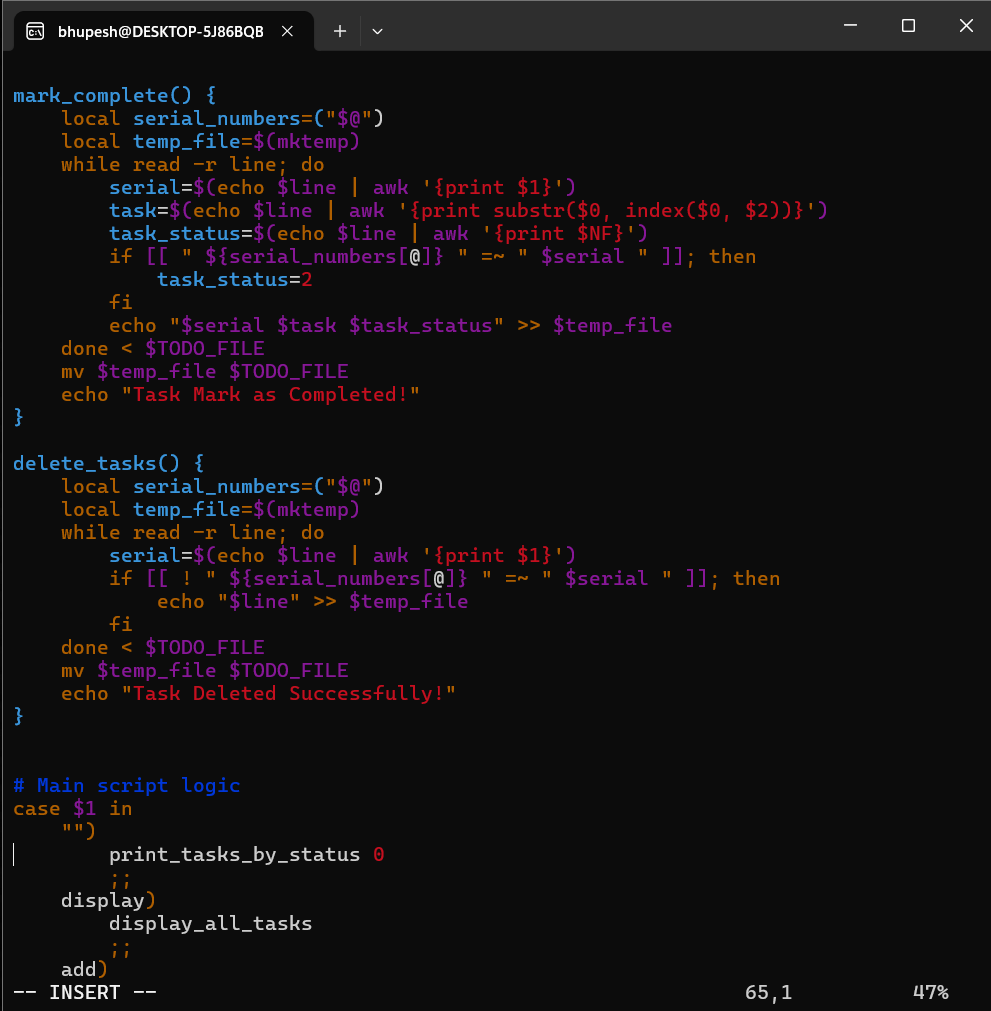 bhupesh@DESKTOP-5J86BQB
mark_complete() {
    local serial_numbers=("$@")
    local temp_file=$(mktemp)
    while read -r line; do
        serial=$(echo $line | awk '{print $1}')
        task=$(echo $line | awk '{print substr($0, index($0, $2))}')
        task_status=$(echo $line | awk '{print $NF}')
        if [[ " ${serial_numbers[@]} " =~ " $serial " ]]; then
            task_status=2
        fi
        echo "$serial $task $task_status" >> $temp_file
    done < $TODO_FILE
    mv $temp_file $TODO_FILE
    echo "Task Mark as Completed!"
}
delete_tasks() {
    local serial_numbers=("$@")
    local temp_file=$(mktemp)
    while read -r line; do
        serial=$(echo $line | awk '{print $1}')
        if [[ ! " ${serial_numbers[@]} " =~ " $serial " ]]; then
            echo "$line" >> $temp_file
        fi
    done < $TODO_FILE
    mv $temp_file $TODO_FILE
    echo "Task Deleted Successfully!"
}
# Main script logic
case $1 in
    "")
        print_tasks_by_status 0
        ;;
    display)
        display_all_tasks
        ;;
    add)
-- INSERT -- 65,1 47%